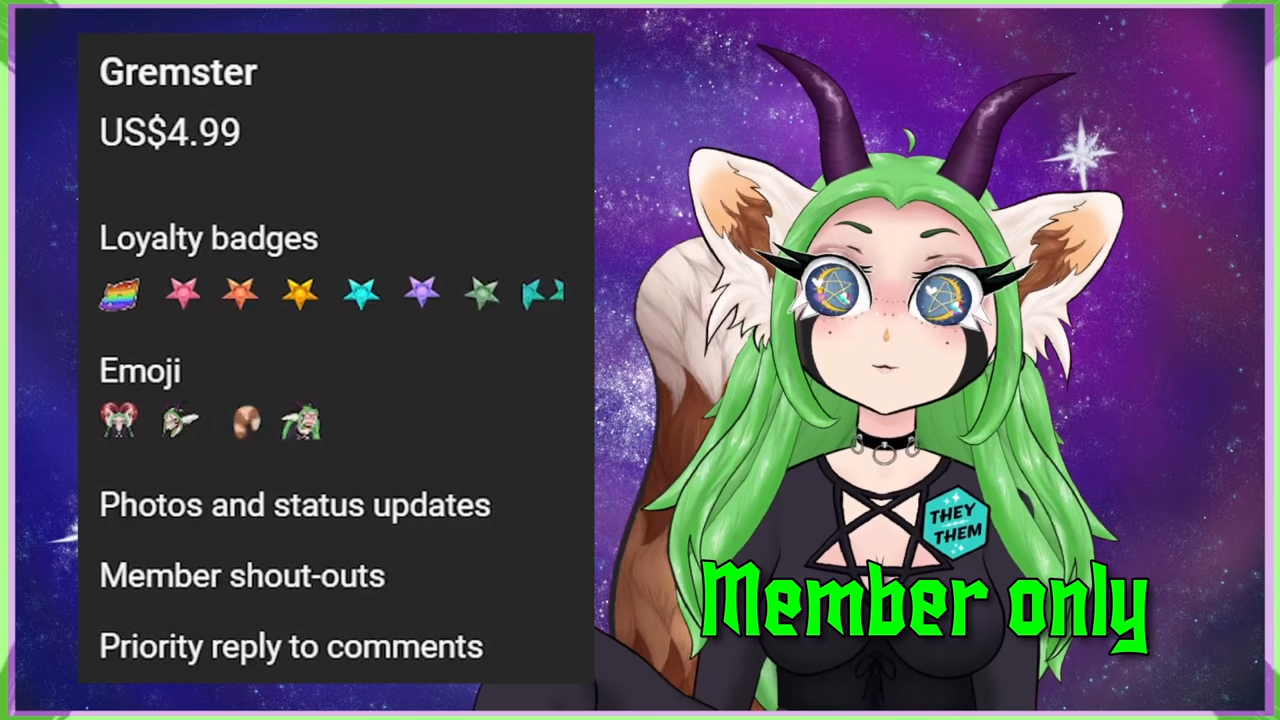 Gremster
US$4.99
Loyalty badges
Emoji
Photos and status updates
Member shout-outs
Priority reply to comments
THEY
THEM
Member only